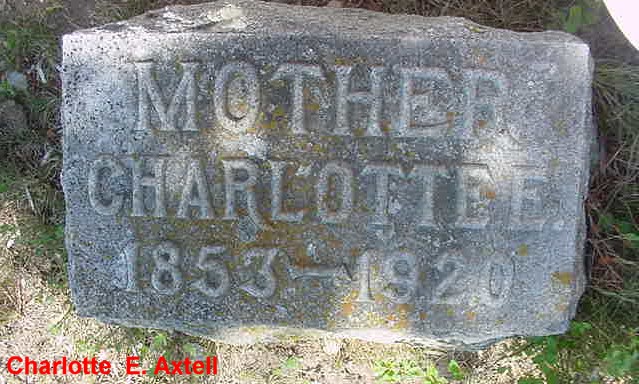 MOTHER
CHARLOTTE E.
1853–1920
Charlotte E. Axtell